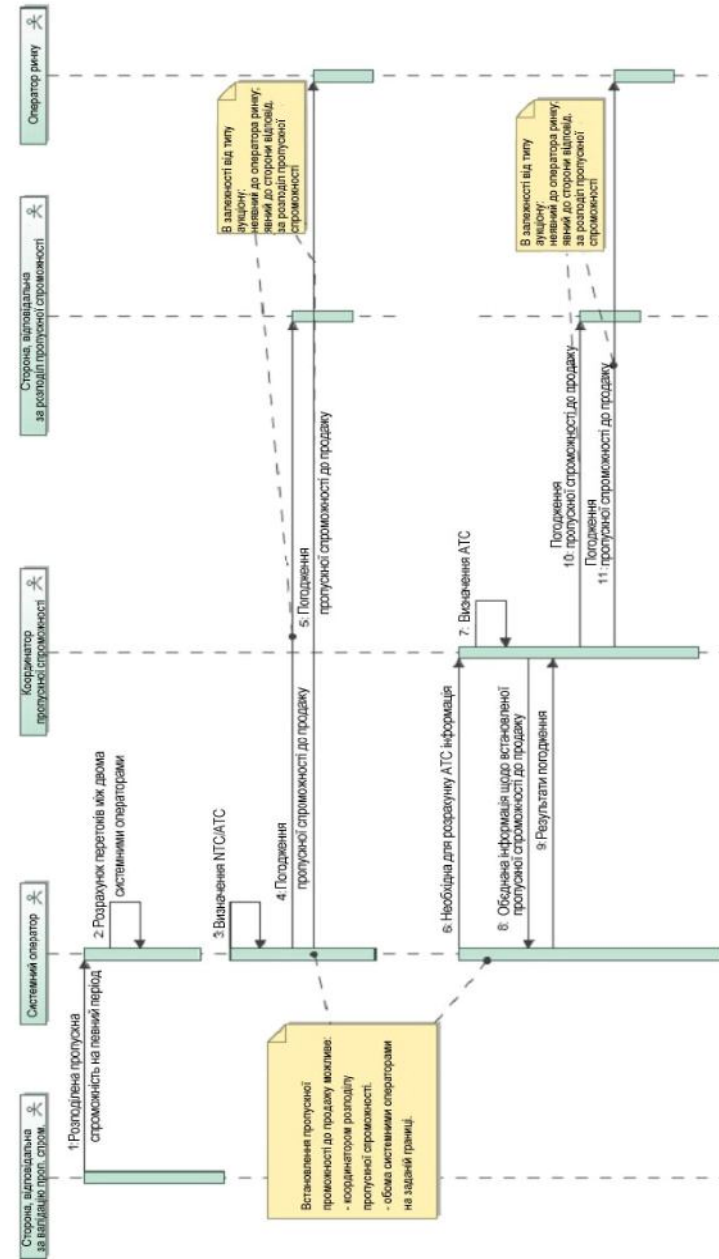 Сторона, відповідальна
за валідацію проп. спром.
Системний оператор
Координатор
пропускної спроможності
Сторона, відповідальна
за розподіл пропускної спроможності
Оператор ринку
1:Розподілена пропускна
спроможність на певний період
2: Розрахунок перетоків між двома
системними операторами
3:Визначення NTC/ATC
4: Погодження
пропускної спроможності до продажу
5: Погодження
пропускної спроможності до продажу
В залежності від типу
аукціону:
неявний до оператора ринку;
явний до сторони відповід.
за розподіл пропускної
спроможності
Встановлення пропускної
проможності до продажу можливе:
- координатором розподілу
пропускної спроможності.
- обома системними операторами
на заданій границі.
6: Необхідна для розрахунку АТС інформація
7: Визначення АТС
8: Обєднана інформація щодо встановленої
пропускної спроможності до продажу
9:Результати погодження
Погодження
10: пропускної спроможності до продажу
Погодження
11: пропускної спроможності до продажу
В залежності від типу
аукціону:
неявний до оператора ринку;
явний до сторони відповід.
за розподіл пропускної
спроможності